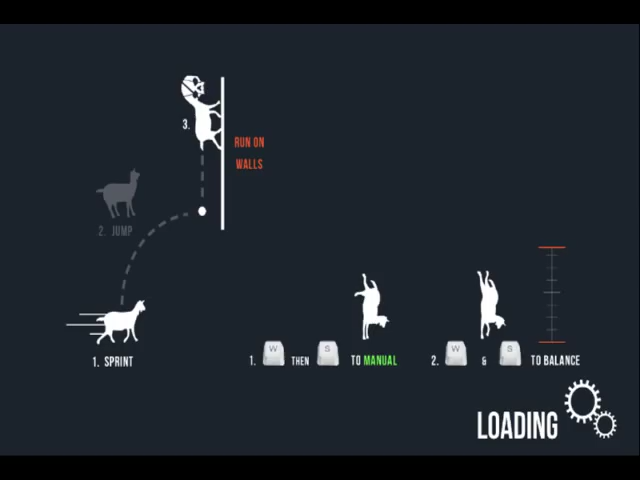 3.
RUN ON
WALLS
2. JUMP
1. SPRINT
1. W THEN S TO MANUAL
2. W & S TO BALANCE
LOADING